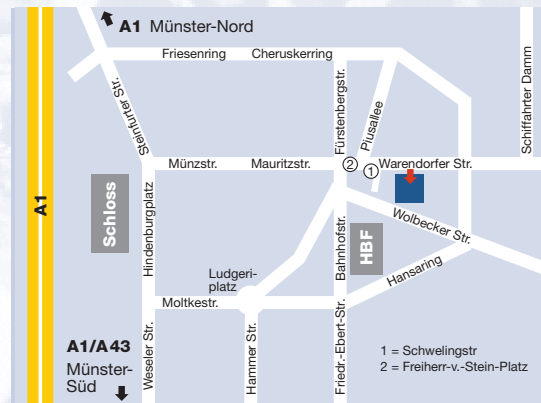 A1 Münster-Nord
Friesenring
Cheruskerring
Steinfurter Str.
Fürstenbergstr.
Piusallee
Schiffahrter Damm
Münzstr.
Mauritzstr.
2
1
Warendorfer Str.
A1
Schloss
Hindenburgplatz
Bahnhofstr.
HBF
Wolbecker Str.
Hansaring
Ludgeri-
platz
Moltkestr.
A1/A43
Münster-
Süd
Weseler Str.
Hammer Str.
Friedr.-Ebert-Str.
1 = Schwelingstr
2 = Freiherr-v.-Stein-Platz